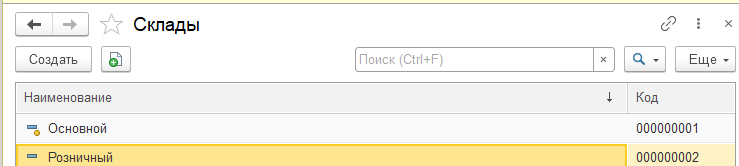 Склады
Создать Поиск (Ctrl+F) × Еще
Наименование ↓ Код
Основной 000000001
Розничный 000000002